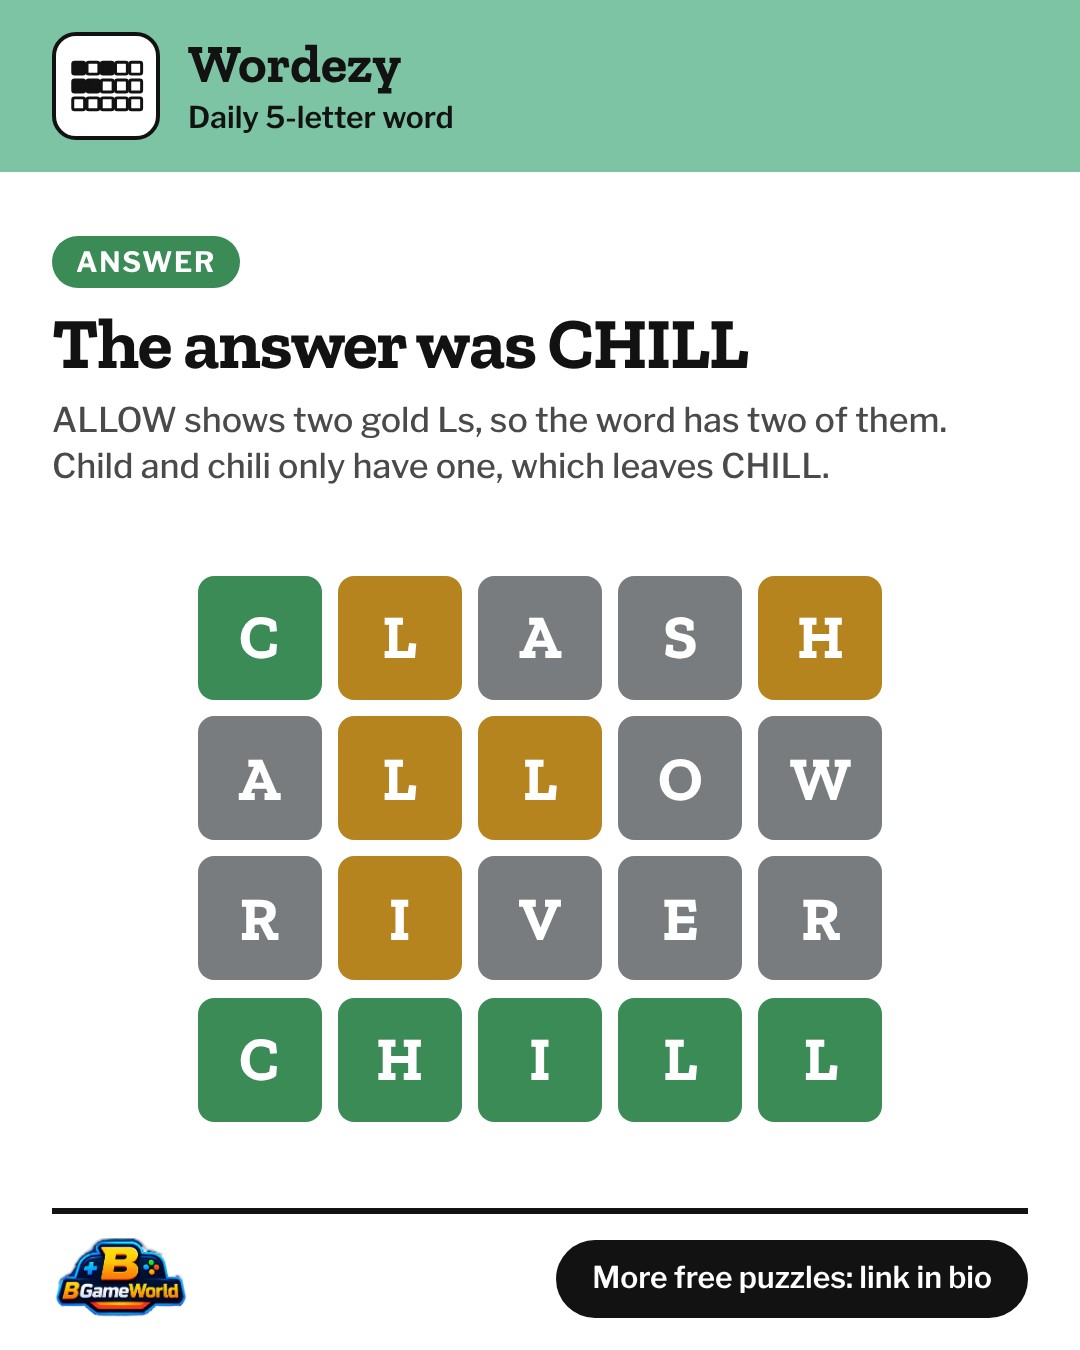 Wordezy
Daily 5-letter word
ANSWER
The answer was CHILL
ALLOW shows two gold Ls, so the word has two of them.
Child and chili only have one, which leaves CHILL.
C L A S H
A L L O W
R I V E R
C H I L L
B
BGameWorld
More free puzzles: link in bio